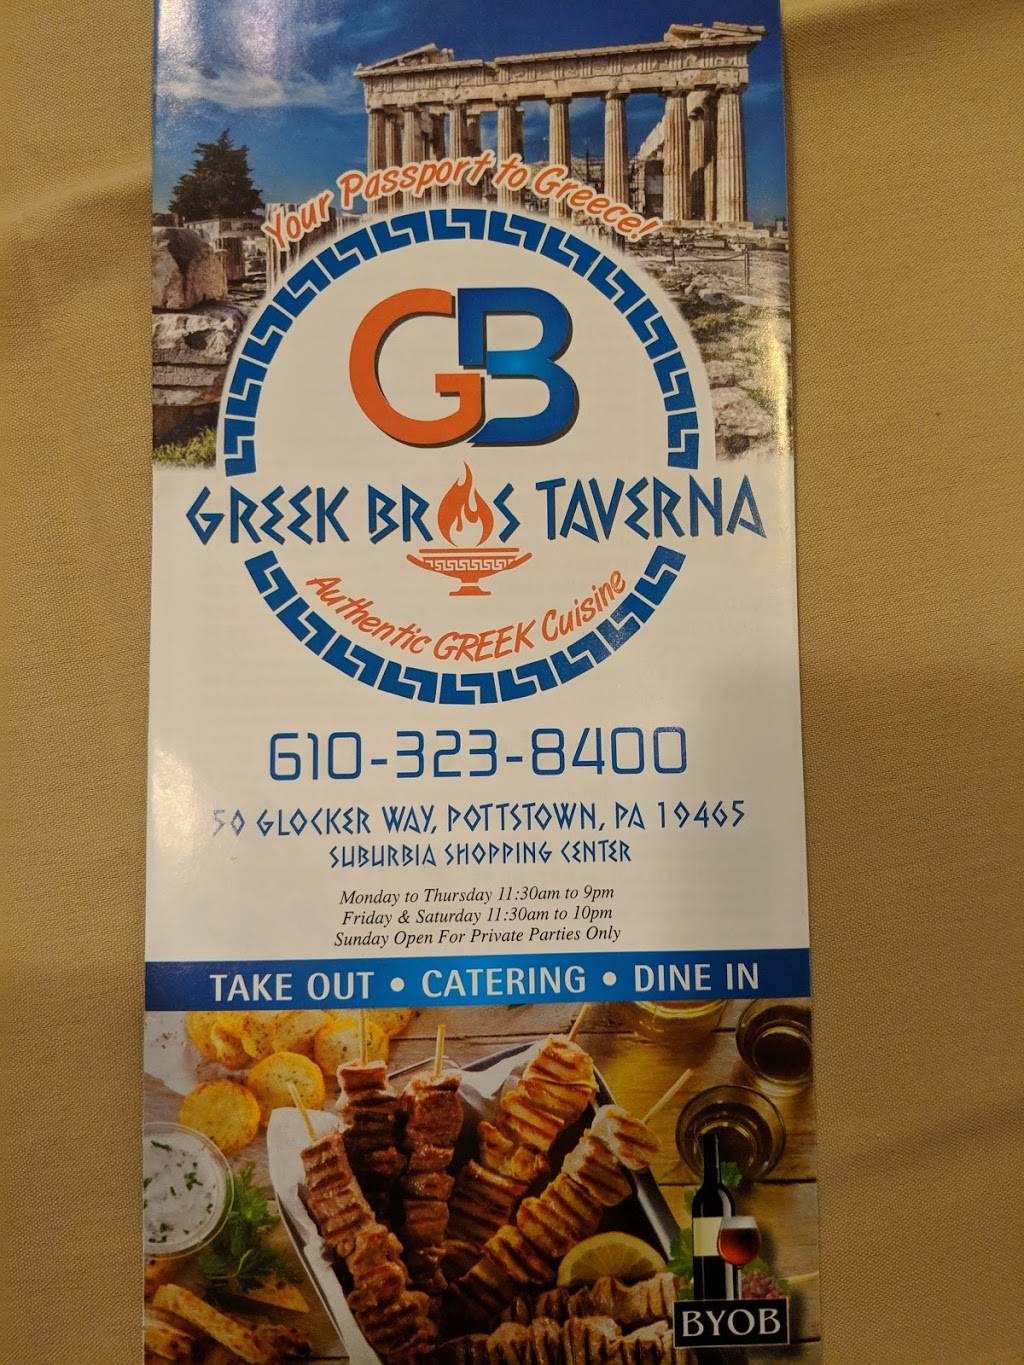 Your Passport to Greece!
GB
GREEK BROS TAVERNA
Authentic GREEK Cuisine
610-323-8400
50 GLOCKER WAY, POTTSTOWN, PA 19465
SUBURBIA SHOPPING CENTER
Monday to Thursday 11:30am to 9pm
Friday & Saturday 11:30am to 10pm
Sunday Open For Private Parties Only
TAKE OUT • CATERING • DINE IN
BYOB